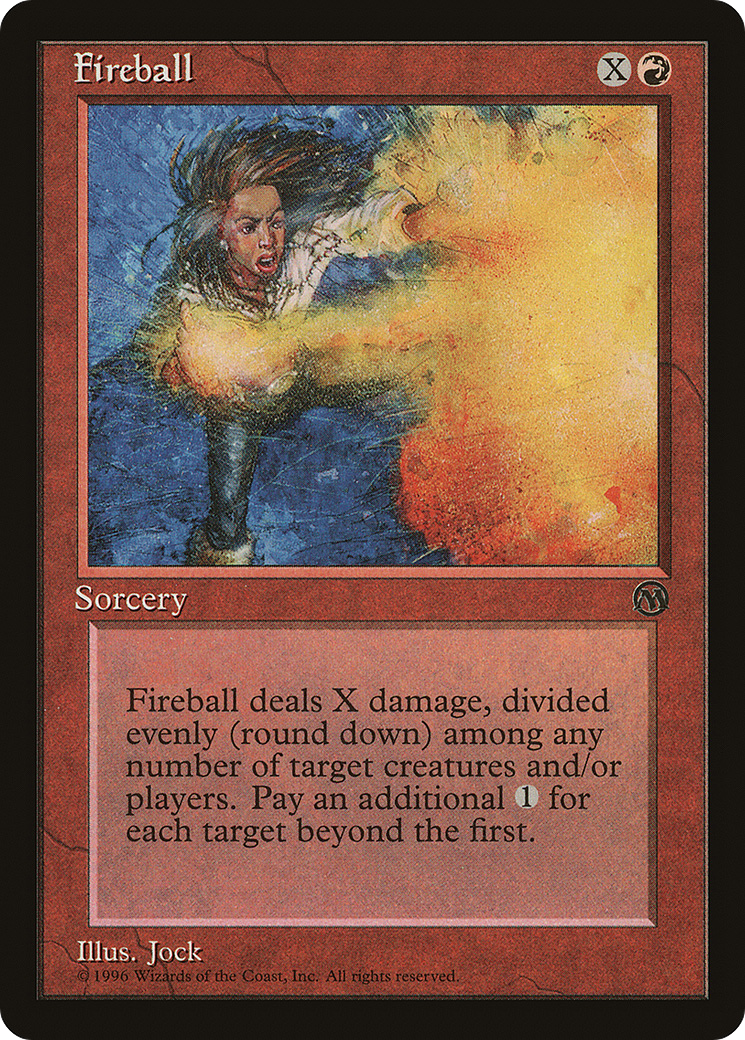 Fireball X
Sorcery
Fireball deals X damage, divided
evenly (round down) among any
number of target creatures and/or
players. Pay an additional 1 for
each target beyond the first.
Illus. Jock
© 1996 Wizards of the Coast, Inc. All rights reserved.